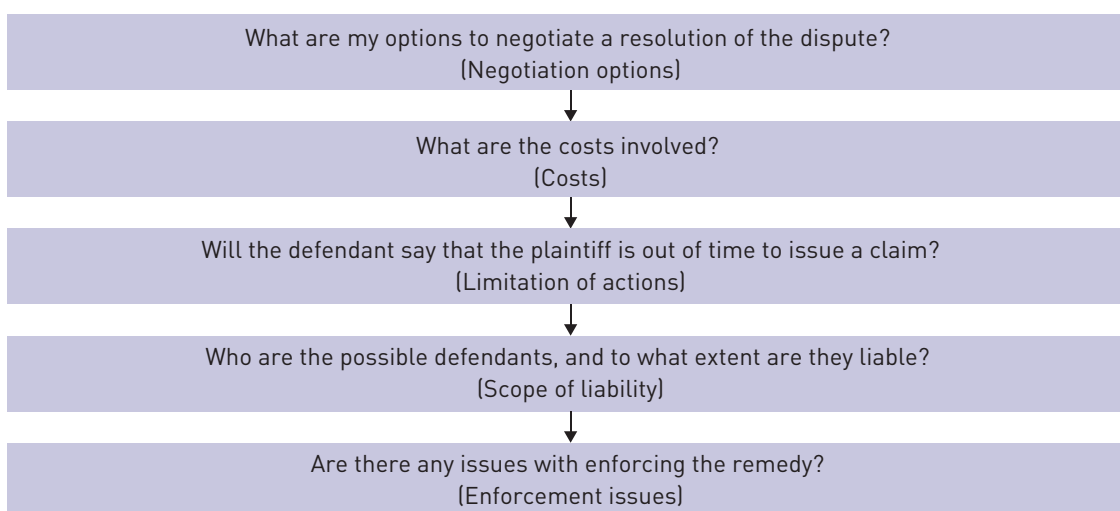 What are my options to negotiate a resolution of the dispute?
(Negotiation options)
What are the costs involved?
(Costs)
Will the defendant say that the plaintiff is out of time to issue a claim?
(Limitation of actions)
Who are the possible defendants, and to what extent are they liable?
(Scope of liability)
Are there any issues with enforcing the remedy?
(Enforcement issues)